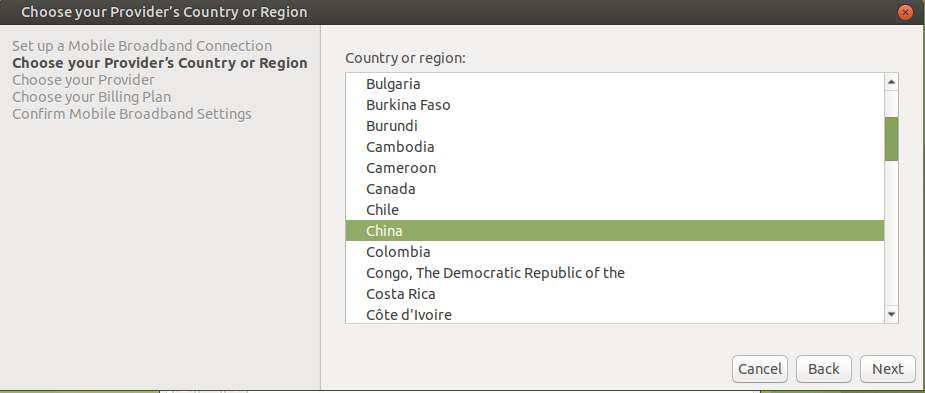 Choose your Provider's Country or Region
Set up a Mobile Broadband Connection
Choose your Provider's Country or Region
Choose your Provider
Choose your Billing Plan
Confirm Mobile Broadband Settings
Country or region:
Bulgaria
Burkina Faso
Burundi
Cambodia
Cameroon
Canada
Chile
China
Colombia
Congo, The Democratic Republic of the
Costa Rica
Côte d'Ivoire
Cancel
Back
Next